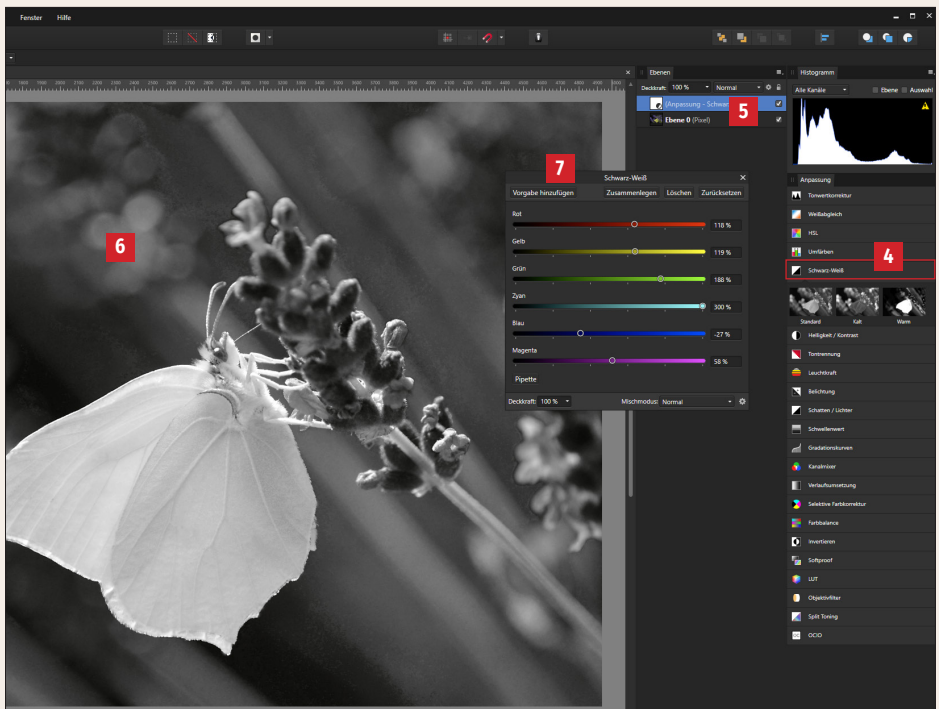 Fenster Hilfe
Ebenen
Deckkraft: 100 % Normal
(Anpassung - Schwar
Ebene 0 (Pixel)
5
Histogramm
Alle Kanäle Ebene Auswahl
Anpassung
Tonwertkorrektur
Weißabgleich
HSL
Umfärben
4
Schwarz-Weiß
Standard Kalt Warm
Helligkeit / Kontrast
Tontrennung
Leuchtkraft
Belichtung
Schatten / Lichter
Schwellenwert
Gradationskurven
Kanalmixer
Verlaufsumsetzung
Selektive Farbkorrektur
Farbbalance
Invertieren
Softproof
LUT
Objektivfilter
Split Toning
OCIO
6
7
Schwarz-Weiß
Vorgabe hinzufügen Zusammenlegen Löschen Zurücksetzen
Rot
118 %
Gelb
119 %
Grün
188 %
Zyan
300 %
Blau
-27 %
Magenta
58 %
Pipette
Deckkraft: 100 % Mischmodus: Normal